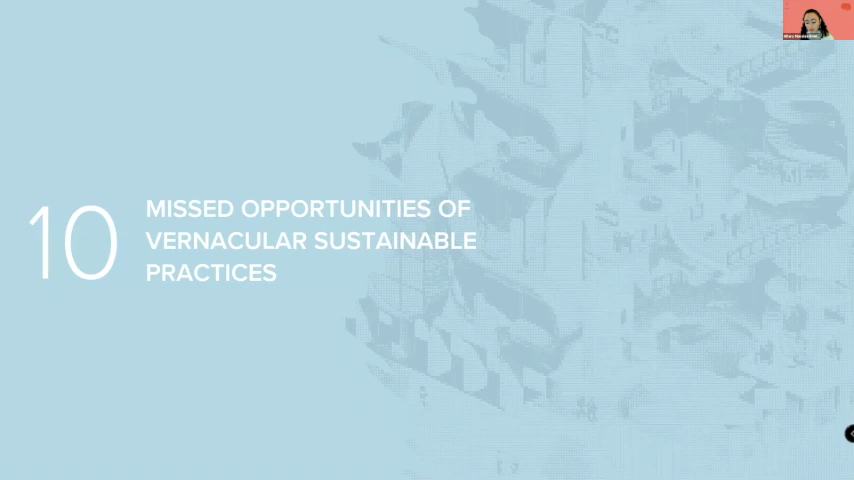 10
MISSED OPPORTUNITIES OF
VERNACULAR SUSTAINABLE
PRACTICES